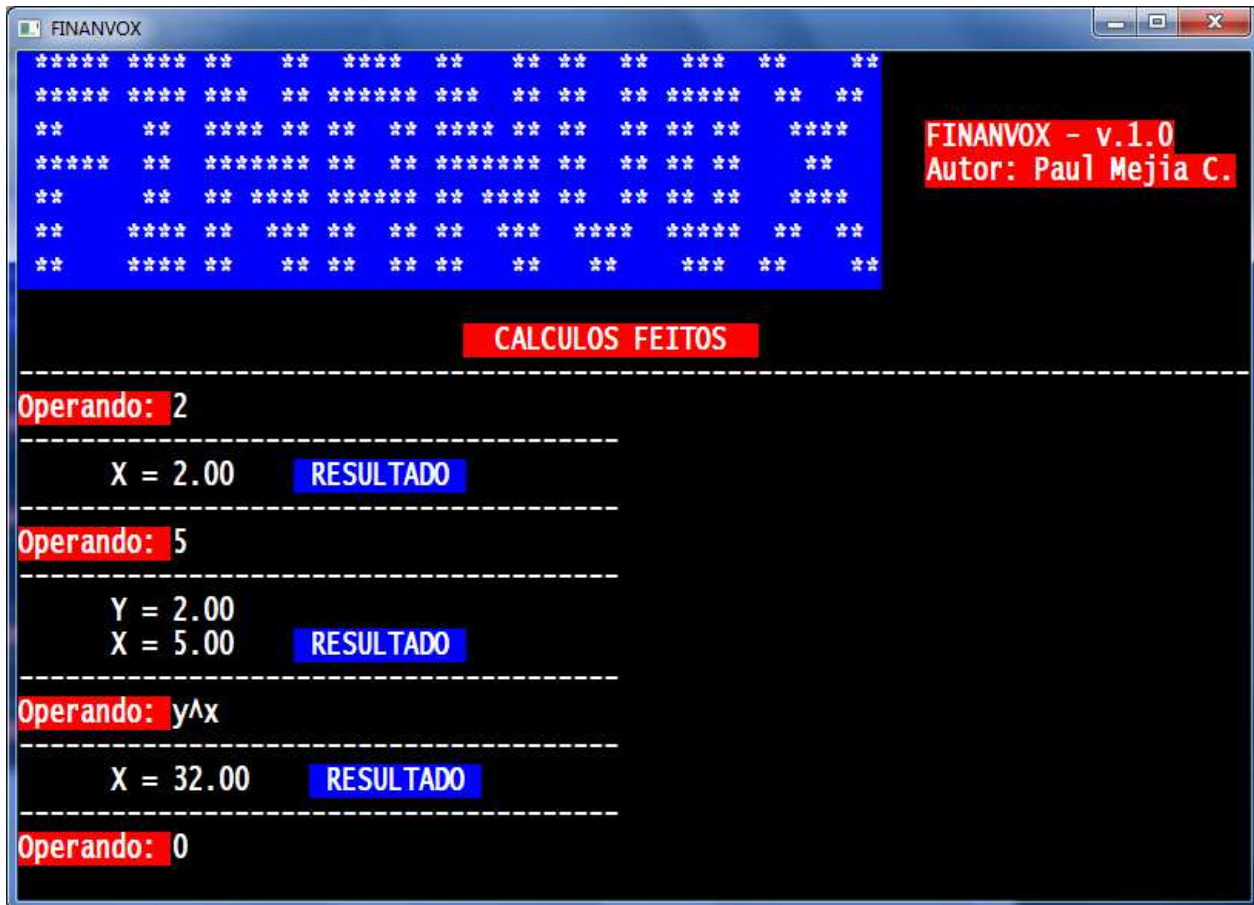 FINANVOX
FINANVOX - v.1.0
Autor: Paul Mejia C.
CALCULOS FEITOS
Operando: 2
X = 2.00 RESULTADO
Operando: 5
Y = 2.00
X = 5.00 RESULTADO
Operando: y^x
X = 32.00 RESULTADO
Operando: 0